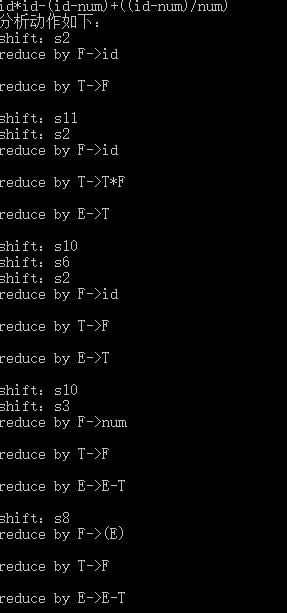 id*id-(id-num)+((id-num)/num)
分析动作如下：
shift：s2
reduce by F->id
reduce by T->F
shift：s11
shift：s2
reduce by F->id
reduce by T->T*F
reduce by E->T
shift：s10
shift：s6
shift：s2
reduce by F->id
reduce by T->F
reduce by E->T
shift：s10
shift：s3
reduce by F->num
reduce by T->F
reduce by E->E-T
shift：s8
reduce by F->(E)
reduce by T->F
reduce by E->E-T